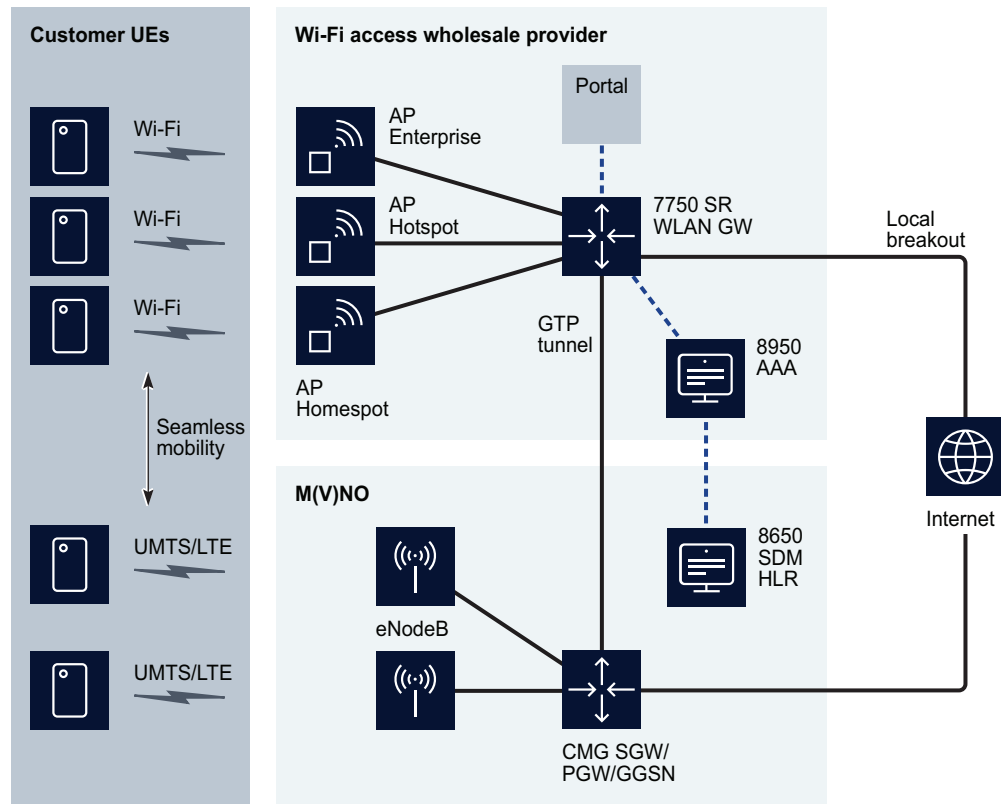 Customer UEs
Wi-Fi
Wi-Fi
Wi-Fi
Seamless
mobility
UMTS/LTE
UMTS/LTE
Wi-Fi access wholesale provider
AP
Enterprise
AP
Hotspot
AP
Homespot
Portal
7750 SR
WLAN GW
Local
breakout
GTP
tunnel
8950
AAA
Internet
M(V)NO
eNodeB
8650
SDM
HLR
CMG SGW/
PGW/GGSN